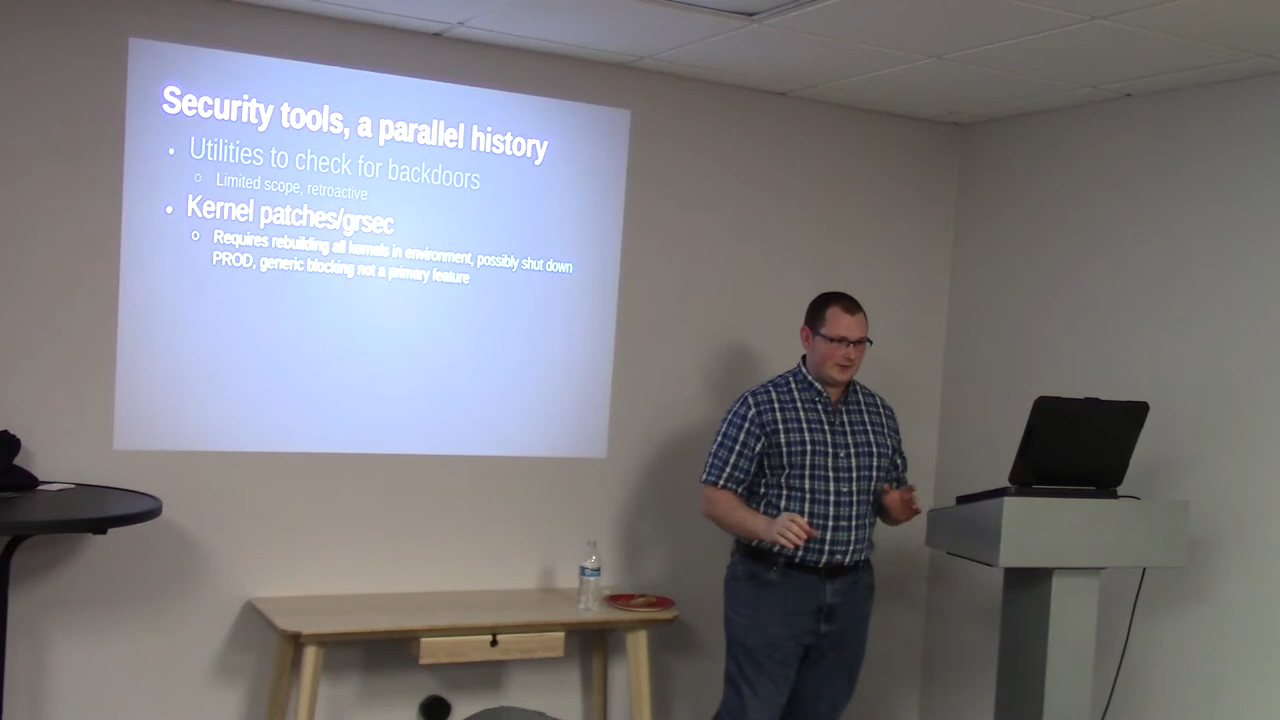 Security tools, a parallel history
• Utilities to check for backdoors
○ Limited scope, retroactive
• Kernel patches/grsec
○ Requires rebuilding all kernels in environment, possibly shut down
PROD, generic blocking not a primary feature